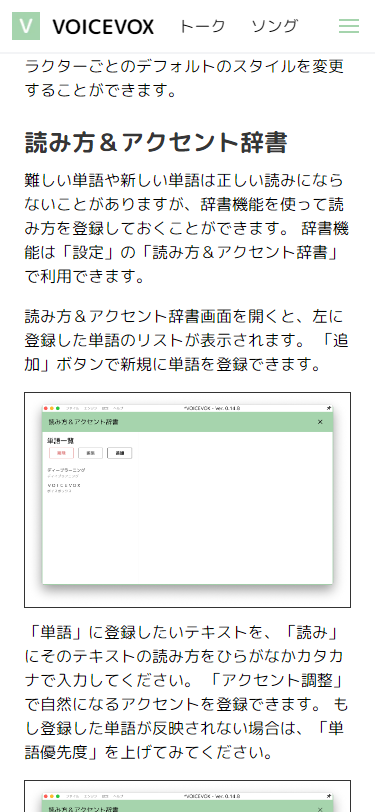 V VOICEVOX トーク ソング
ラクターごとのデフォルトのスタイルを変更
することができます。
読み方＆アクセント辞書
難しい単語や新しい単語は正しい読みになら
ないことがありますが、辞書機能を使って読
み方を登録しておくことができます。 辞書機
能は「設定」の「読み方＆アクセント辞書」
で利用できます。
読み方＆アクセント辞書画面を開くと、左に
登録した単語のリストが表示されます。 「追
加」ボタンで新規に単語を登録できます。
*VOICEVOX - Ver. 0.14.8
読み方＆アクセント辞書
単語一覧
ディープラーニング
ＶＯＩＣＥＶＯＸ
「単語」に登録したいテキストを、「読み」
にそのテキストの読み方をひらがなかカタカ
ナで入力してください。 「アクセント調整」
で自然になるアクセントを登録できます。 も
し登録した単語が反映されない場合は、「単
語優先度」を上げてみてください。
*VOICEVOX - Ver. 0.14.8
読み方＆アクセント辞書